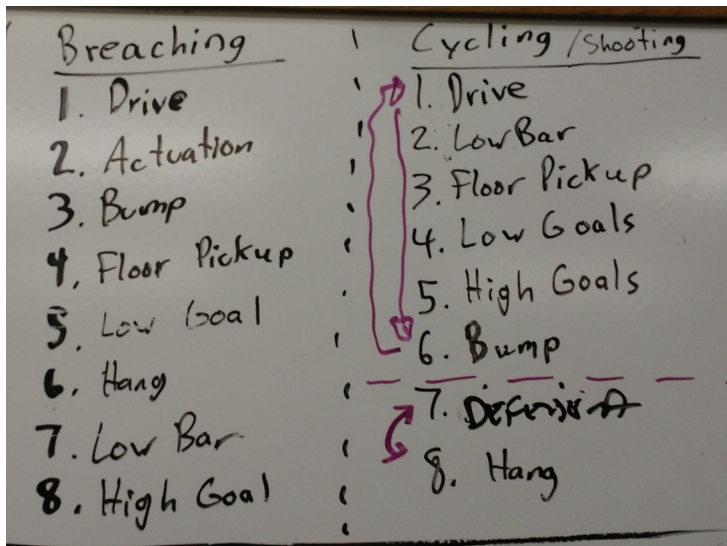 Breaching
1. Drive
2. Actuation
3. Bump
4. Floor Pickup
5. Low Goal
6. Hang
7. Low Bar
8. High Goal
Cycling /Shooting
1. Drive
2. Low Bar
3. Floor Pickup
4. Low Goals
5. High Goals
6. Bump
7.
8. Hang